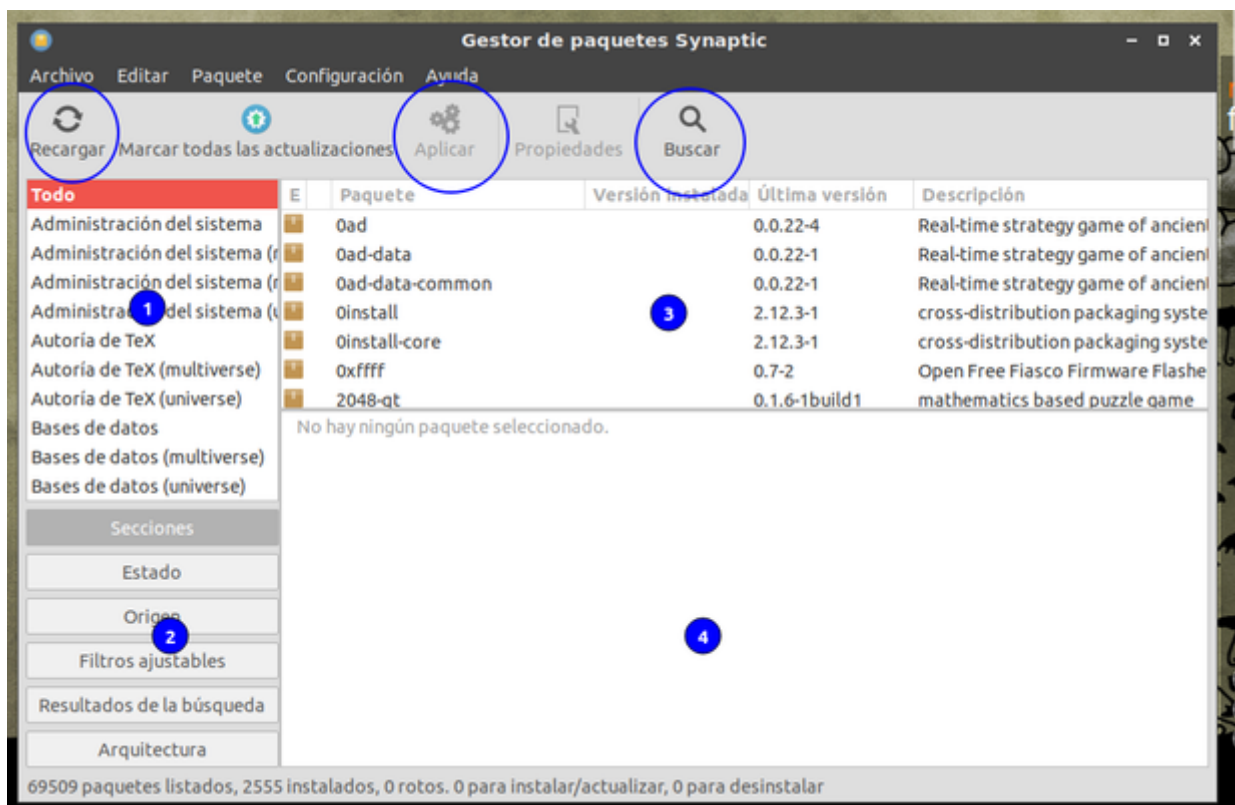 Gestor de paquetes Synaptic
Archivo Editar Paquete Configuración Ayuda
Recargar Marcar todas las actualizaciones Aplicar Propiedades Buscar
Todo
Administración del sistema
Administración del sistema (
Administración del sistema (
Administra del sistema (
Autoría de TeX
Autoría de TeX (multiverse)
Autoría de TeX (universe)
Bases de datos
Bases de datos (multiverse)
Bases de datos (universe)
1
Secciones
Estado
Origen
2
Filtros ajustables
Resultados de la búsqueda
Arquitectura
E Paquete Versión instalada Última versión Descripción
0ad 0.0.22-4 Real-time strategy game of ancien
0ad-data 0.0.22-1 Real-time strategy game of ancien
0ad-data-common 0.0.22-1 Real-time strategy game of ancien
0install 2.12.3-1 cross-distribution packaging syste
3
0install-core 2.12.3-1 cross-distribution packaging syste
0xffff 0.7-2 Open Free Fiasco Firmware Flashe
2048-qt 0.1.6-1build1 mathematics based puzzle game
No hay ningún paquete seleccionado.
4
69509 paquetes listados, 2555 instalados, 0 rotos. 0 para instalar/actualizar, 0 para desinstalar